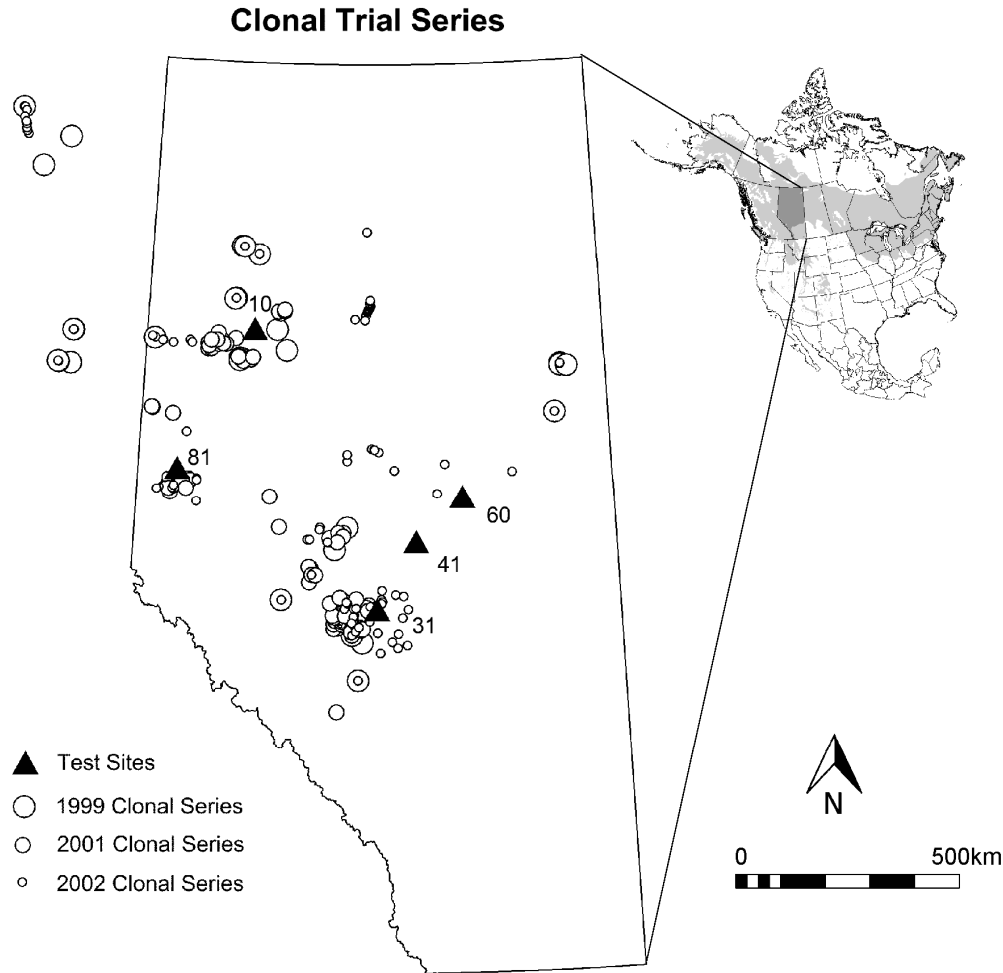 Clonal Trial Series
10
81
60
41
31
Test Sites
1999 Clonal Series
2001 Clonal Series
2002 Clonal Series
N
0 500km